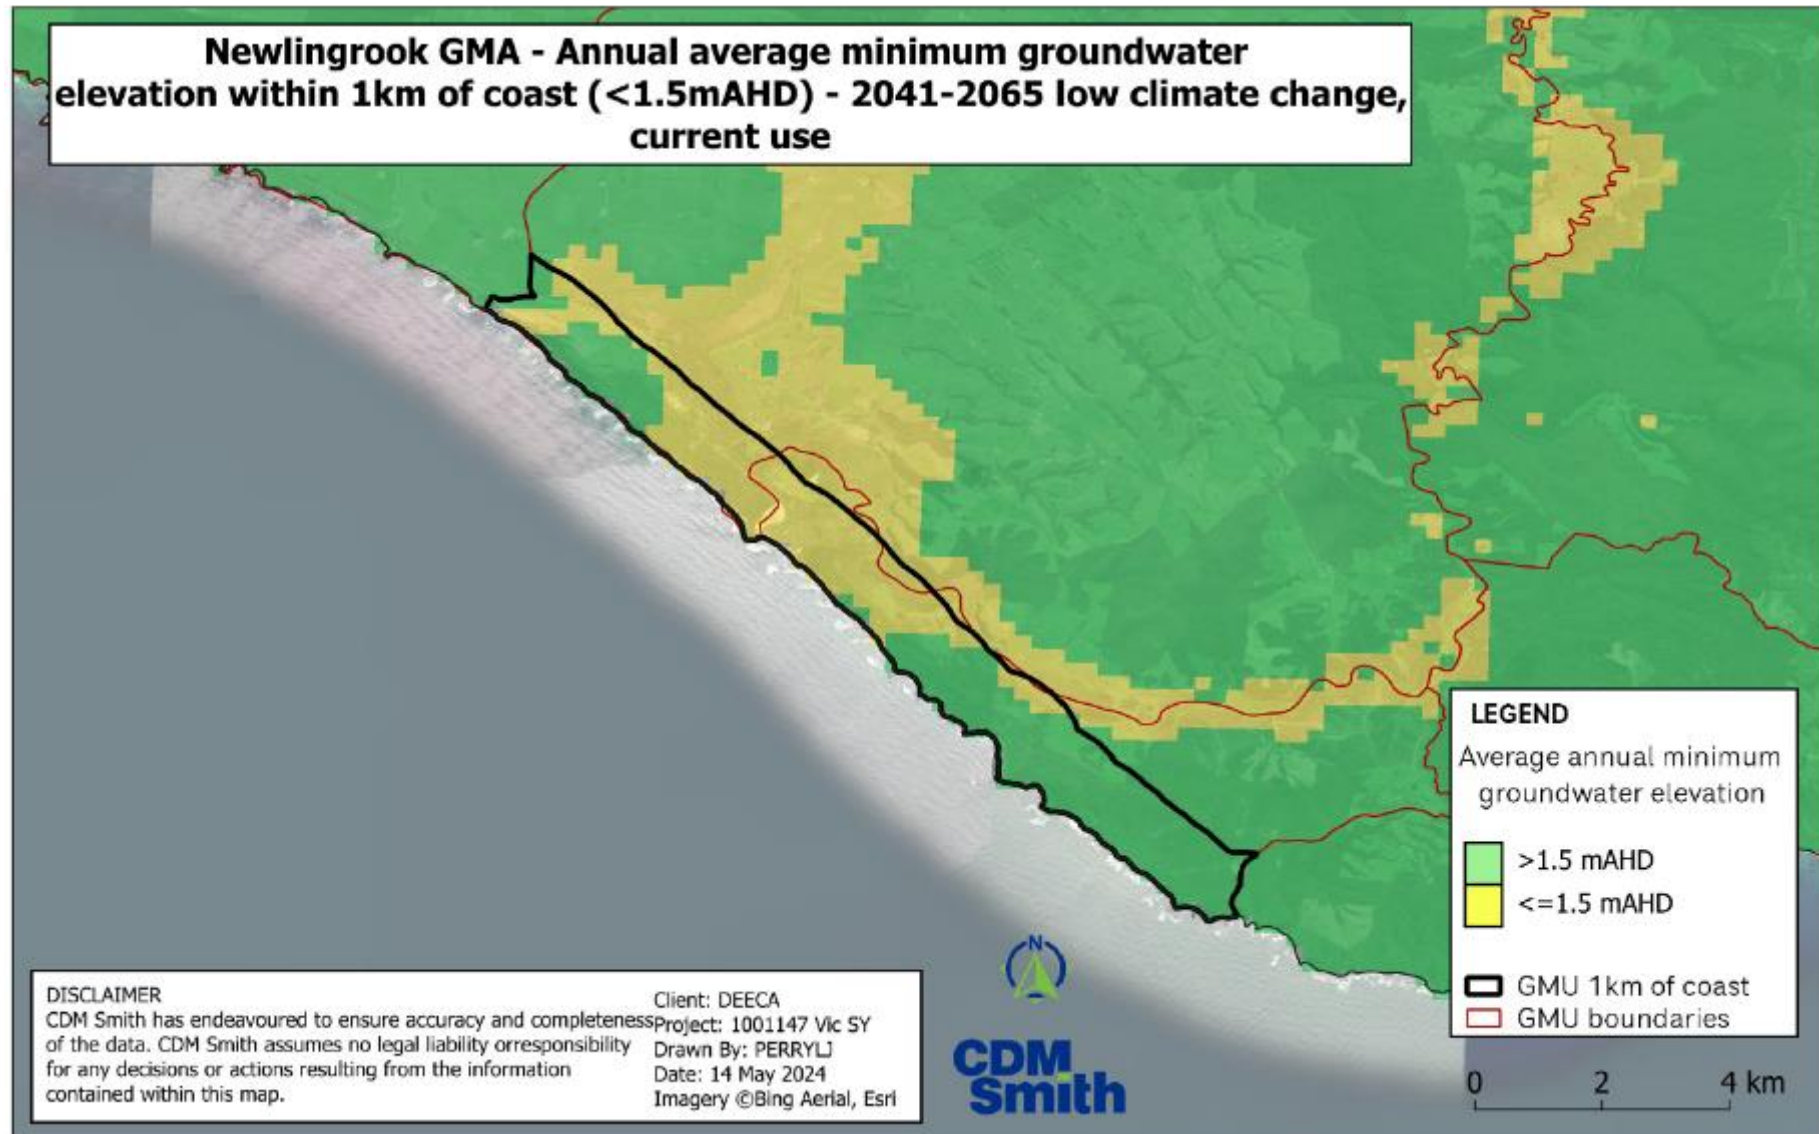 Newlingrook GMA - Annual average minimum groundwater
elevation within 1km of coast (<1.5mAHD) - 2041-2065 low climate change,
current use
LEGEND
Average annual minimum
groundwater elevation
>1.5 mAHD
<=1.5 mAHD
GMU 1km of coast
GMU boundaries
DISCLAIMER
CDM Smith has endeavoured to ensure accuracy and completeness
of the data. CDM Smith assumes no legal liability orresponsibility
for any decisions or actions resulting from the information
contained within this map.
Client: DEECA
Project: 1001147 Vic SY
Drawn By: PERRYLJ
Date: 14 May 2024
Imagery ©Bing Aerial, Esri
N
CDM
Smith
0 2 4 km